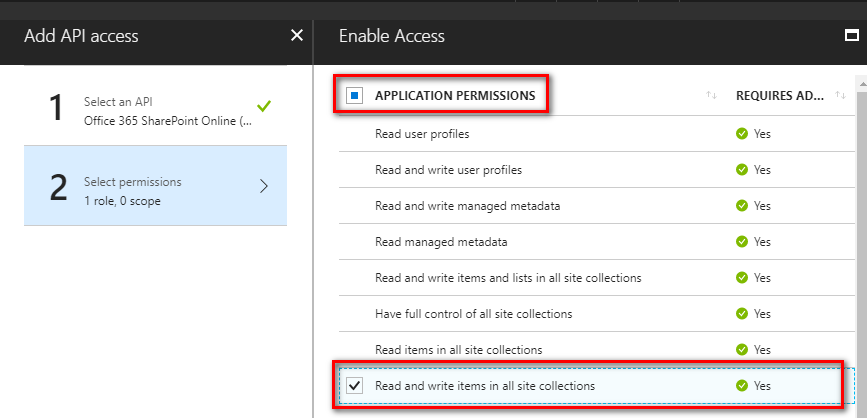 Add API access
Enable Access
1
Select an API
Office 365 SharePoint Online (...
2
Select permissions
1 role, 0 scope
APPLICATION PERMISSIONS REQUIRES AD...
Read user profiles Yes
Read and write user profiles Yes
Read and write managed metadata Yes
Read managed metadata Yes
Read and write items and lists in all site collections Yes
Have full control of all site collections Yes
Read items in all site collections Yes
Read and write items in all site collections Yes